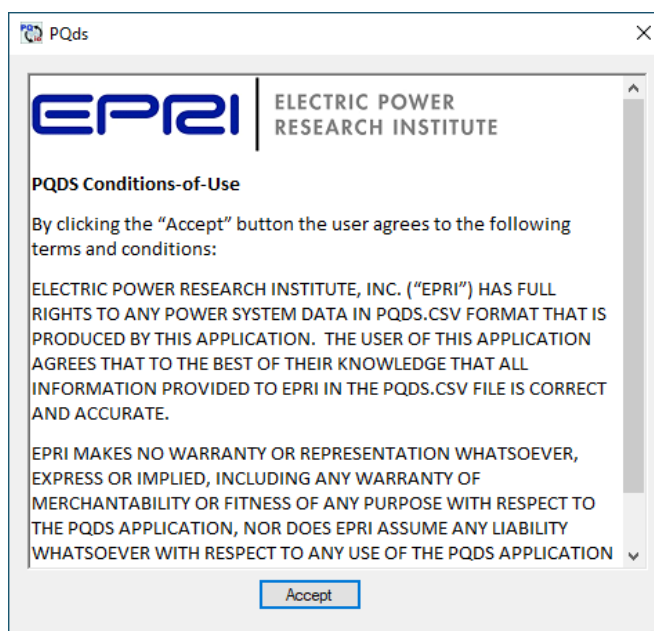 PQds
EPRI
ELECTRIC POWER
RESEARCH INSTITUTE
PQDS Conditions-of-Use
By clicking the “Accept” button the user agrees to the following
terms and conditions:
ELECTRIC POWER RESEARCH INSTITUTE, INC. (“EPRI”) HAS FULL
RIGHTS TO ANY POWER SYSTEM DATA IN PQDS.CSV FORMAT THAT IS
PRODUCED BY THIS APPLICATION.  THE USER OF THIS APPLICATION
AGREES THAT TO THE BEST OF THEIR KNOWLEDGE THAT ALL
INFORMATION PROVIDED TO EPRI IN THE PQDS.CSV FILE IS CORRECT
AND ACCURATE.
EPRI MAKES NO WARRANTY OR REPRESENTATION WHATSOEVER,
EXPRESS OR IMPLIED, INCLUDING ANY WARRANTY OF
MERCHANTABILITY OR FITNESS OF ANY PURPOSE WITH RESPECT TO
THE PQDS APPLICATION, NOR DOES EPRI ASSUME ANY LIABILITY
WHATSOEVER WITH RESPECT TO ANY USE OF THE PQDS APPLICATION
Accept